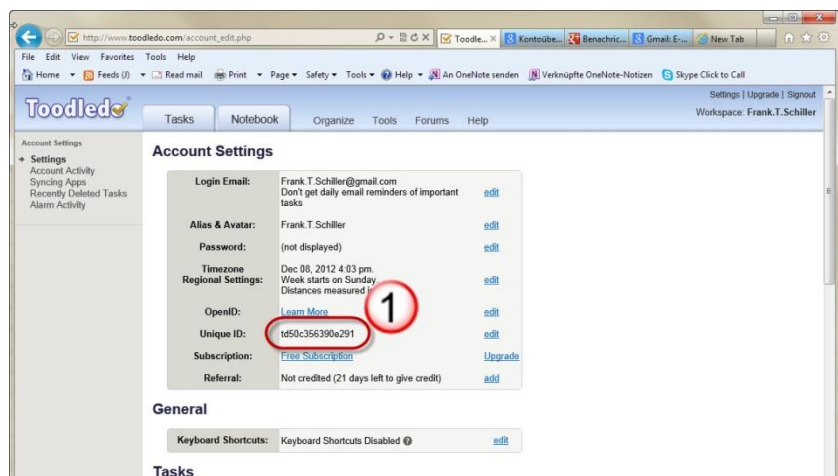 http://www.toodledo.com/account_edit.php
Toodle...
Kontoübe...
Benachric...
Gmail: E-...
New Tab
File Edit View Favorites Tools Help
Home Feeds (J) Read mail Print Page Safety Tools Help An OneNote senden Verknüpfte OneNote-Notizen Skype Click to Call
Settings | Upgrade | Signout
Toodledo
Workspace: Frank.T.Schiller
Tasks Notebook Organize Tools Forums Help
Account Settings
Settings
Account Activity
Syncing Apps
Recently Deleted Tasks
Alarm Activity
Account Settings
Login Email: Frank.T.Schiller@gmail.com
Don't get daily email reminders of important edit
tasks
Alias & Avatar: Frank.T.Schiller edit
Password: (not displayed) edit
Timezone Dec 08, 2012 4:03 pm.
Regional Settings: Week starts on Sunday edit
Distances measured
OpenID: Learn More edit
1
Unique ID: td50c356390e291 edit
Subscription: Free Subscription Upgrade
Referral: Not credited (21 days left to give credit) add
General
Keyboard Shortcuts: Keyboard Shortcuts Disabled edit
Tasks